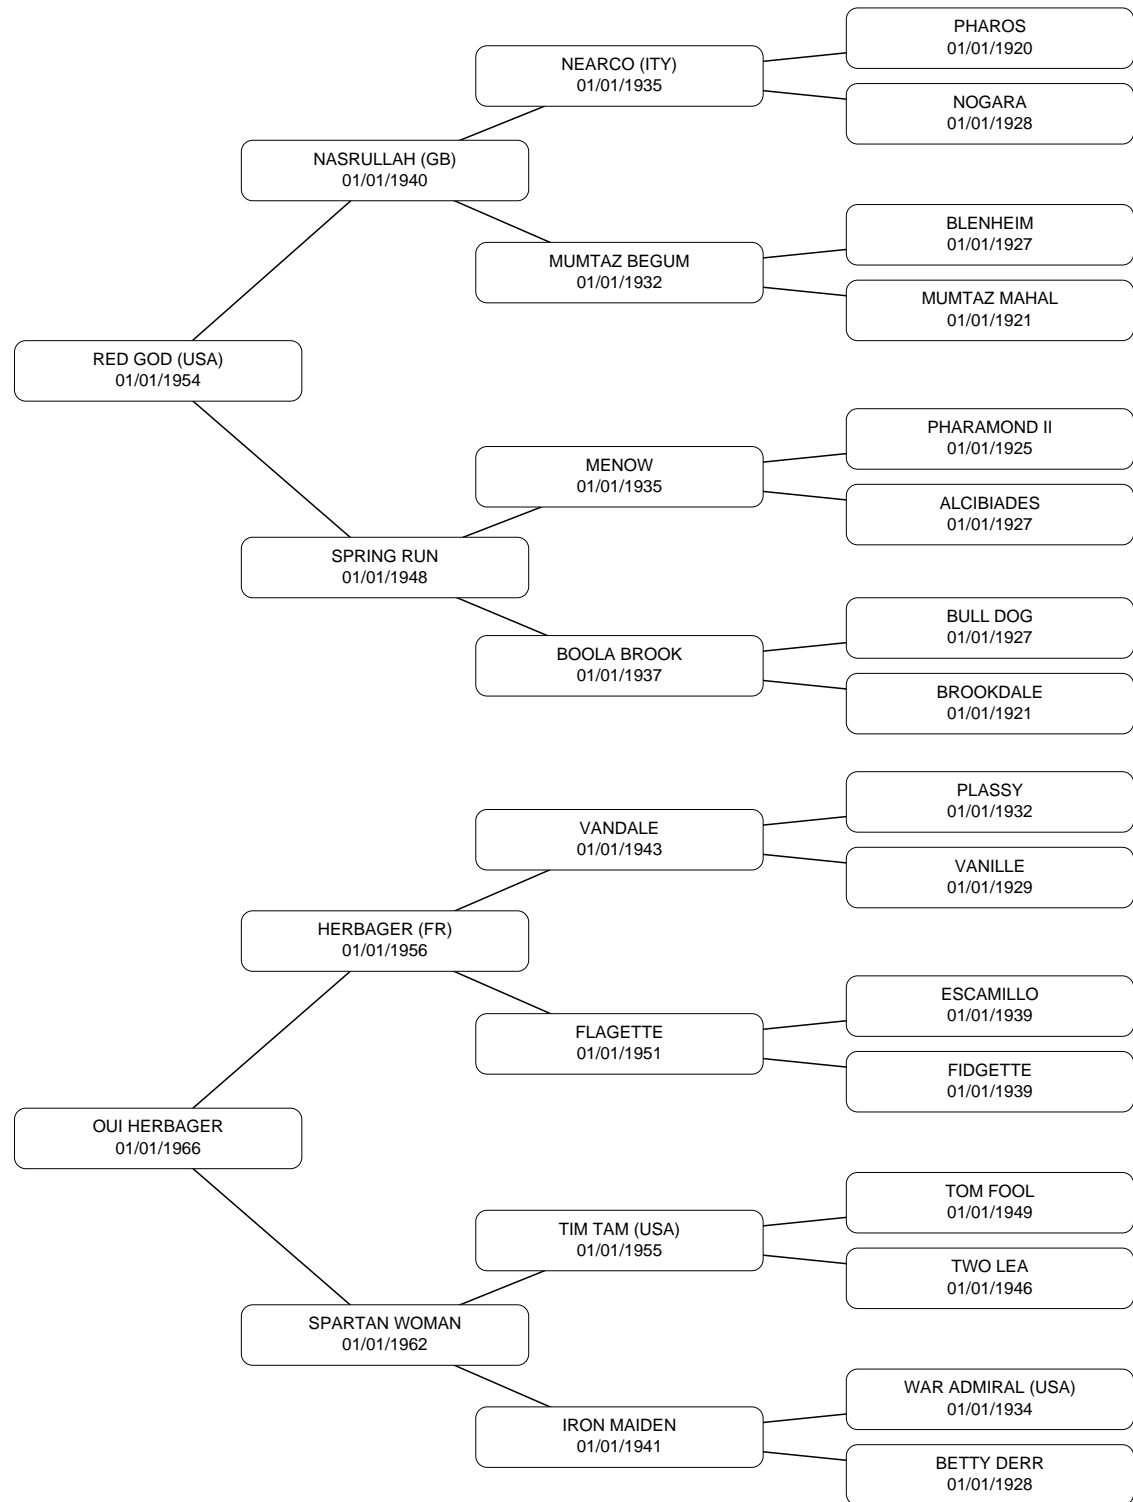 PHAROS
01/01/1920
NEARCO (ITY)
01/01/1935
NOGARA
01/01/1928
NASRULLAH (GB)
01/01/1940
BLENHEIM
01/01/1927
MUMTAZ BEGUM
01/01/1932
MUMTAZ MAHAL
01/01/1921
RED GOD (USA)
01/01/1954
PHARAMOND II
01/01/1925
MENOW
01/01/1935
ALCIBIADES
01/01/1927
SPRING RUN
01/01/1948
BULL DOG
01/01/1927
BOOLA BROOK
01/01/1937
BROOKDALE
01/01/1921
PLASSY
01/01/1932
VANDALE
01/01/1943
VANILLE
01/01/1929
HERBAGER (FR)
01/01/1956
ESCAMILLO
01/01/1939
FLAGETTE
01/01/1951
FIDGETTE
01/01/1939
OUI HERBAGER
01/01/1966
TOM FOOL
01/01/1949
TIM TAM (USA)
01/01/1955
TWO LEA
01/01/1946
SPARTAN WOMAN
01/01/1962
WAR ADMIRAL (USA)
01/01/1934
IRON MAIDEN
01/01/1941
BETTY DERR
01/01/1928